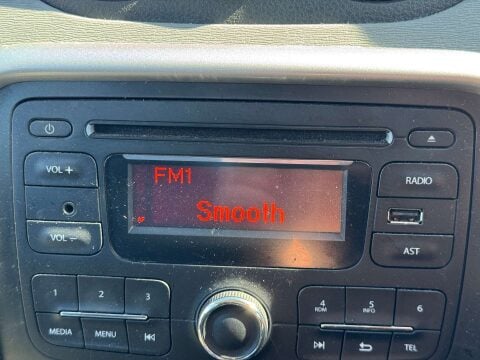 VOL +
FM1
RADIO
Smooth
VOL −
AST
1
2
3
4
RDM
5
INFO
6
MEDIA
MENU
TEL